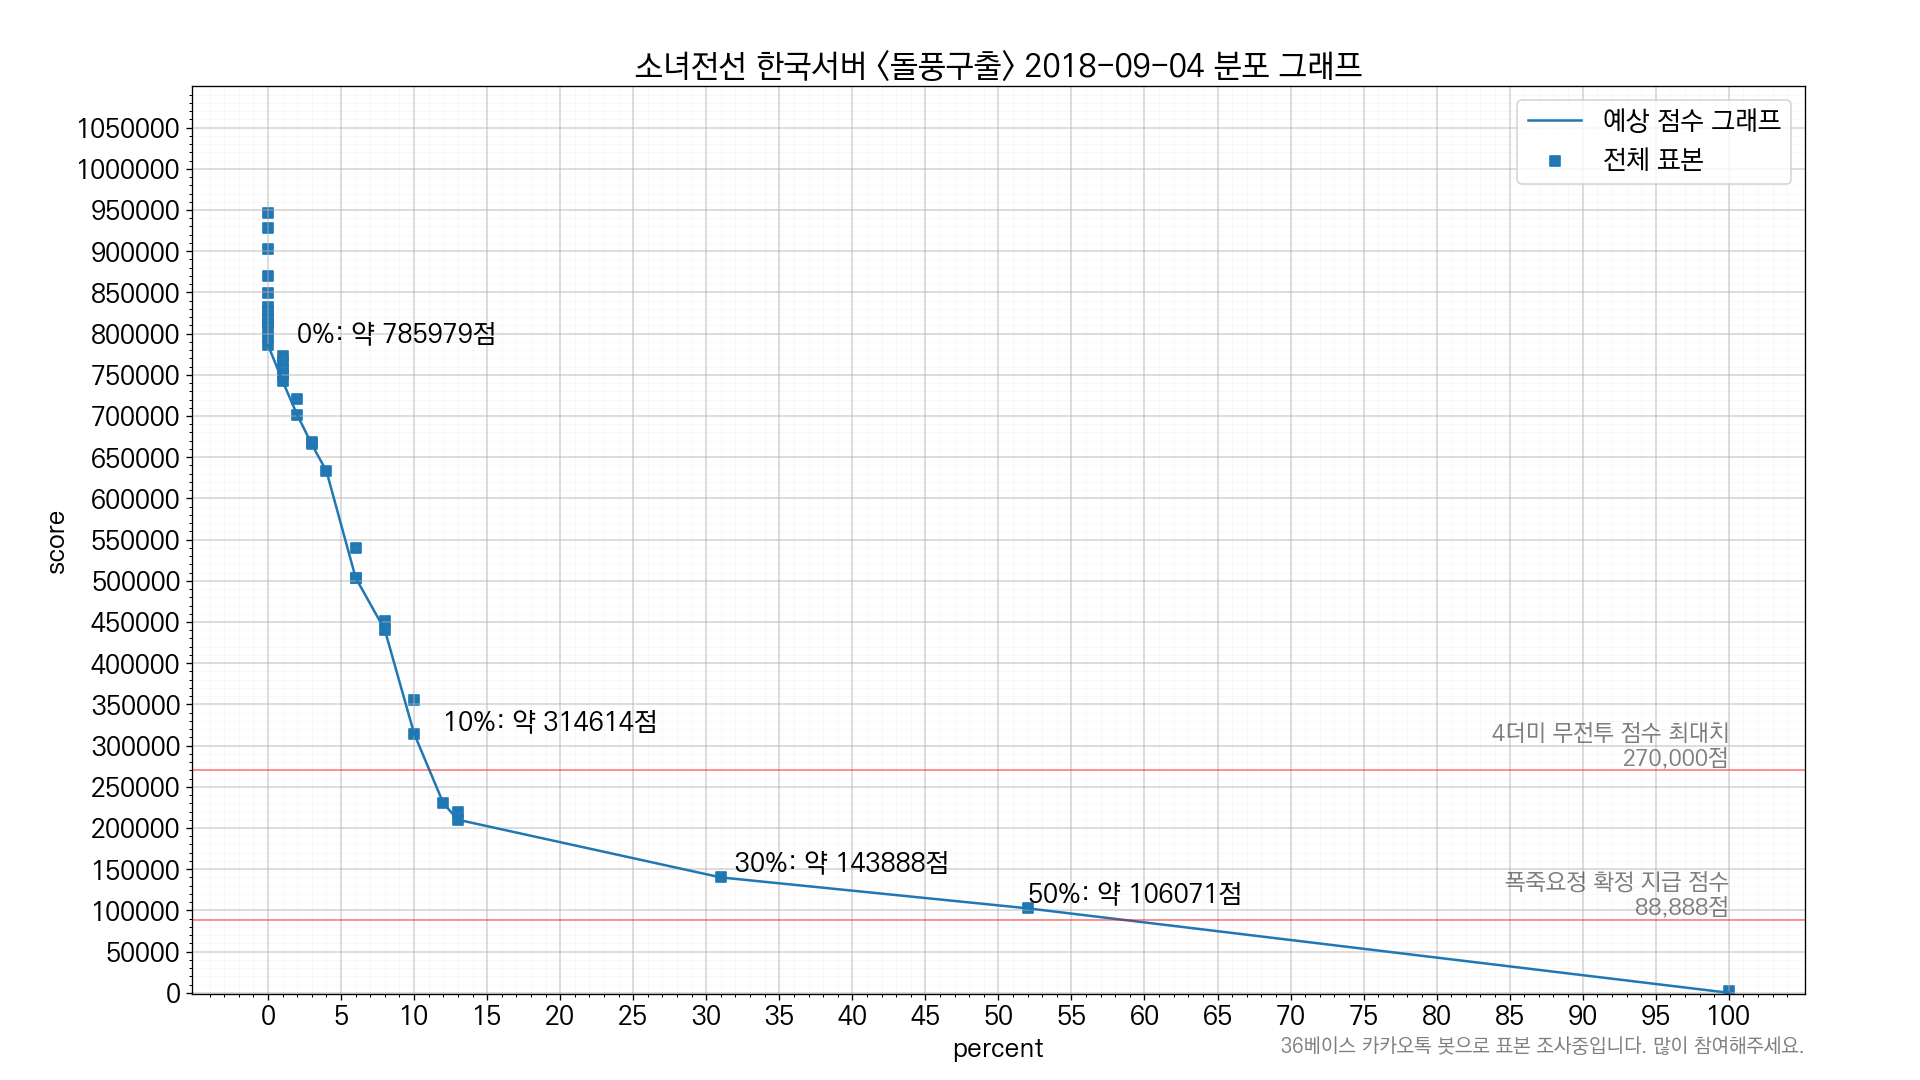 소녀전선 한국서버 〈돌풍구출〉 2018-09-04 분포 그래프
예상 점수 그래프
전체 표본
1050000
1000000
950000
900000
850000
800000
750000
700000
650000
600000
550000
500000
450000
400000
350000
300000
250000
200000
150000
100000
50000
0
score
0%: 약 785979점
10%: 약 314614점
30%: 약 143888점
50%: 약 106071점
4더미 무전투 점수 최대치
270,000점
폭죽요정 확정 지급 점수
88,888점
0 5 10 15 20 25 30 35 40 45 50 55 60 65 70 75 80 85 90 95 100
percent
36베이스 카카오톡 봇으로 표본 조사중입니다. 많이 참여해주세요.